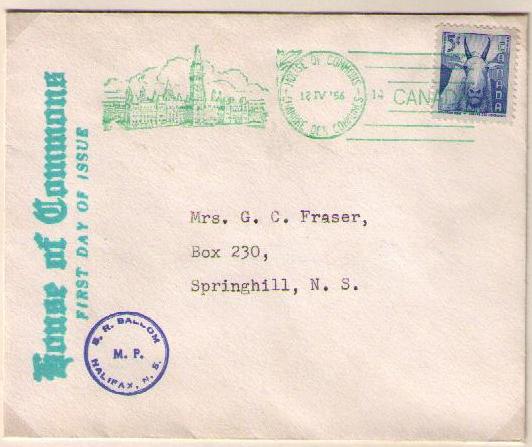 House of Commons
FIRST DAY OF ISSUE
HOUSE OF COMMONS
12 IV '56
CHAMBRE DES COMMUNES
14 CANADA
5¢
CANADA
Mrs. G. C. Fraser,
Box 230,
Springhill, N. S.
S. R. BALCOM
M. P.
HALIFAX, N. S.